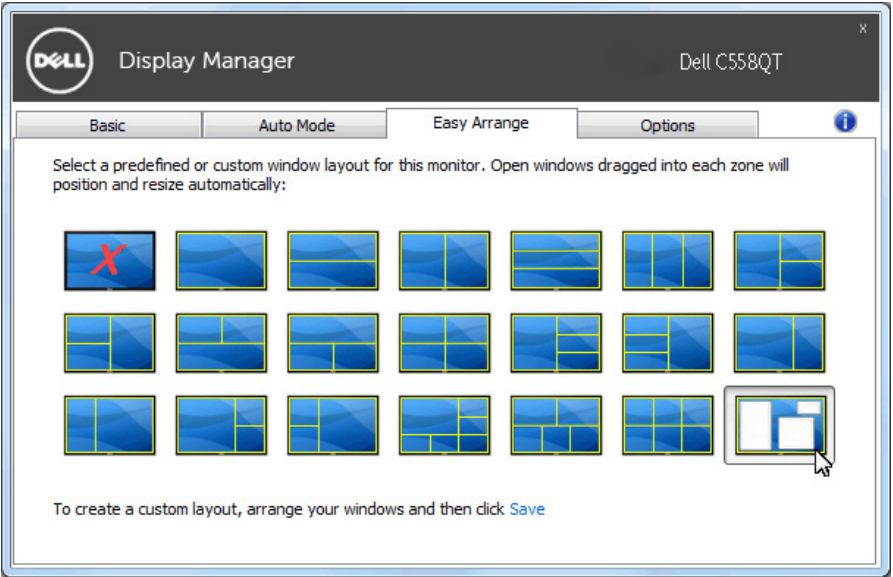 x
DELL
Display Manager
Dell C558QT
Basic
Auto Mode
Easy Arrange
Options
i
Select a predefined or custom window layout for this monitor. Open windows dragged into each zone will
position and resize automatically:
X
To create a custom layout, arrange your windows and then click Save